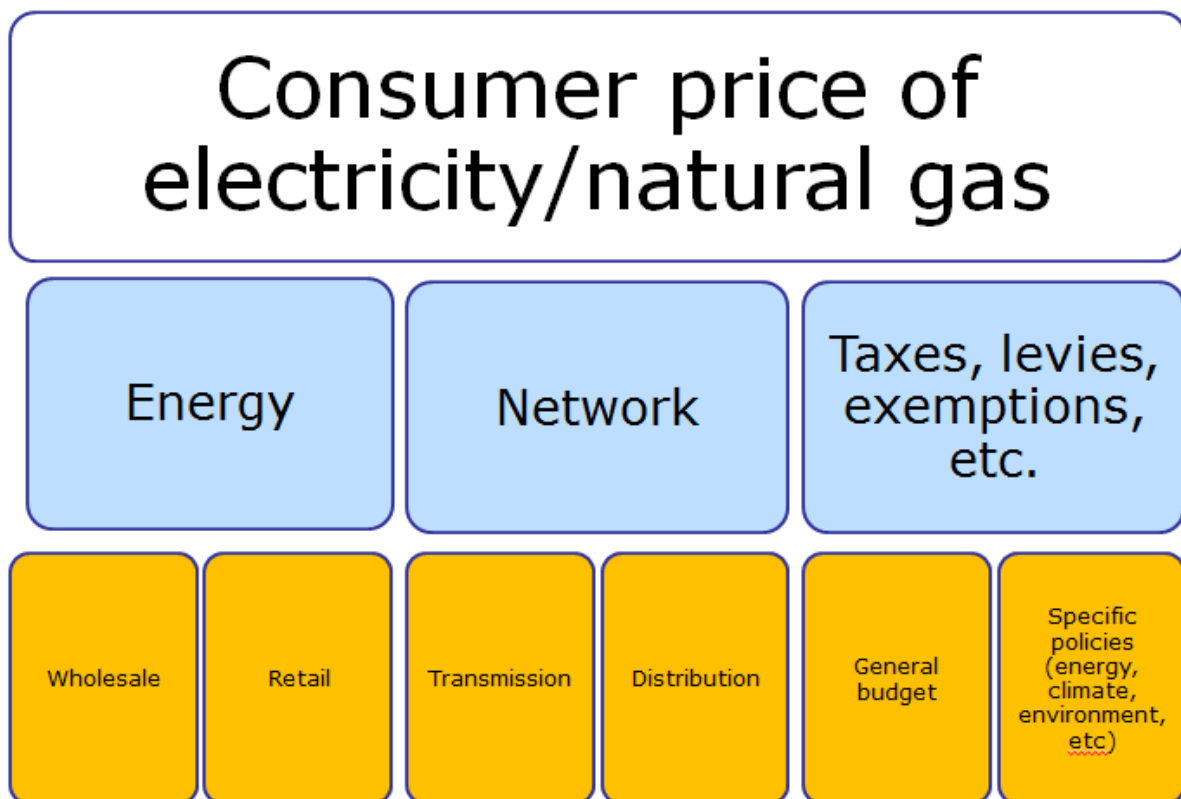 Consumer price of
electricity/natural gas
Energy
Network
Taxes, levies,
exemptions,
etc.
Wholesale
Retail
Transmission
Distribution
General
budget
Specific
policies
(energy,
climate,
environment,
etc)